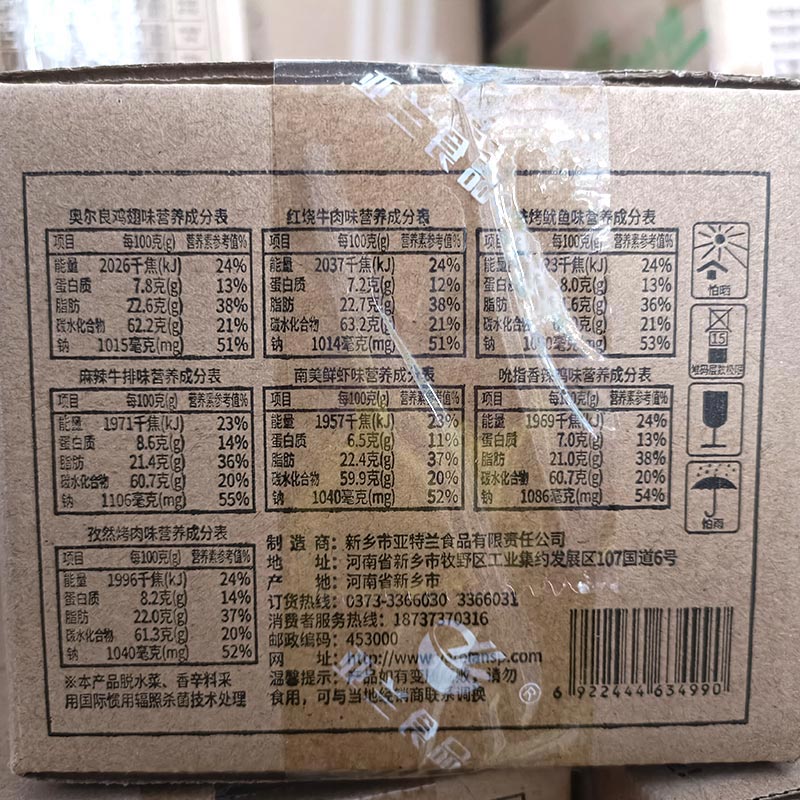 亚 食品
奥尔良鸡翅味营养成分表
项目 每100克(g) 营养素参考值%
能量 2026千焦(kJ) 24%
蛋白质 7.8克(g) 13%
脂肪 22.6克(g) 38%
碳水化合物 62.2克(g) 21%
钠 1015毫克(mg) 51%
红烧牛肉味营养成分表
项目 每100克(g) 营养素参考值%
能量 2037千焦(kJ) 24%
蛋白质 7.2克(g) 12%
脂肪 22.7克(g) 38%
碳水化合物 63.2克(g) 21%
钠 1014毫克(mg) 51%
烤鱿鱼味营养成分表
项目 每100克(g) 营养素参考值%
能量 24%
蛋白质 8.0克(g) 13%
脂肪 36%
碳水化合物 21%
钠 53%
怕晒
15
堆码层数极限
怕雨
麻辣牛排味营养成分表
项目 每100克(g) 营养素参考值%
能量 1971千焦(kJ) 23%
蛋白质 8.6克(g) 14%
脂肪 21.4克(g) 36%
碳水化合物 60.7克(g) 20%
钠 1106毫克(mg) 55%
南美鲜虾味营养成分表
项目 每100克(g) 营养素参考值%
能量 1957千焦(kJ) 23%
蛋白质 6.5克(g) 11%
脂肪 22.4克(g) 37%
碳水化合物 59.9克(g) 20%
钠 1040毫克(mg) 52%
吮指香辣鸡味营养成分表
项目 每100克(g) 营养素参考值%
能量 1969千焦(kJ) 24%
蛋白质 7.0克(g) 13%
脂肪 21.0克(g) 38%
碳水化合物 60.7克(g) 20%
钠 1086毫克(mg) 54%
孜然烤肉味营养成分表
项目 每100克(g) 营养素参考值%
能量 1996千焦(kJ) 24%
蛋白质 8.2克(g) 14%
脂肪 22.0克(g) 37%
碳水化合物 61.3克(g) 20%
钠 1040毫克(mg) 52%
※本产品脱水菜、香辛料采
用国际惯用辐照杀菌技术处理
制造商：新乡市亚特兰食品有限责任公司
地址：河南省新乡市牧野区工业集约发展区107国道6号
产地：河南省新乡市
订货热线：0373-3366030 3366031
消费者服务热线：18737370316
邮政编码：453000
网址：http://www
温馨提示：产品如有变 请勿
食用，可与当地经销商联系调换
®
食品
6 922444 634990